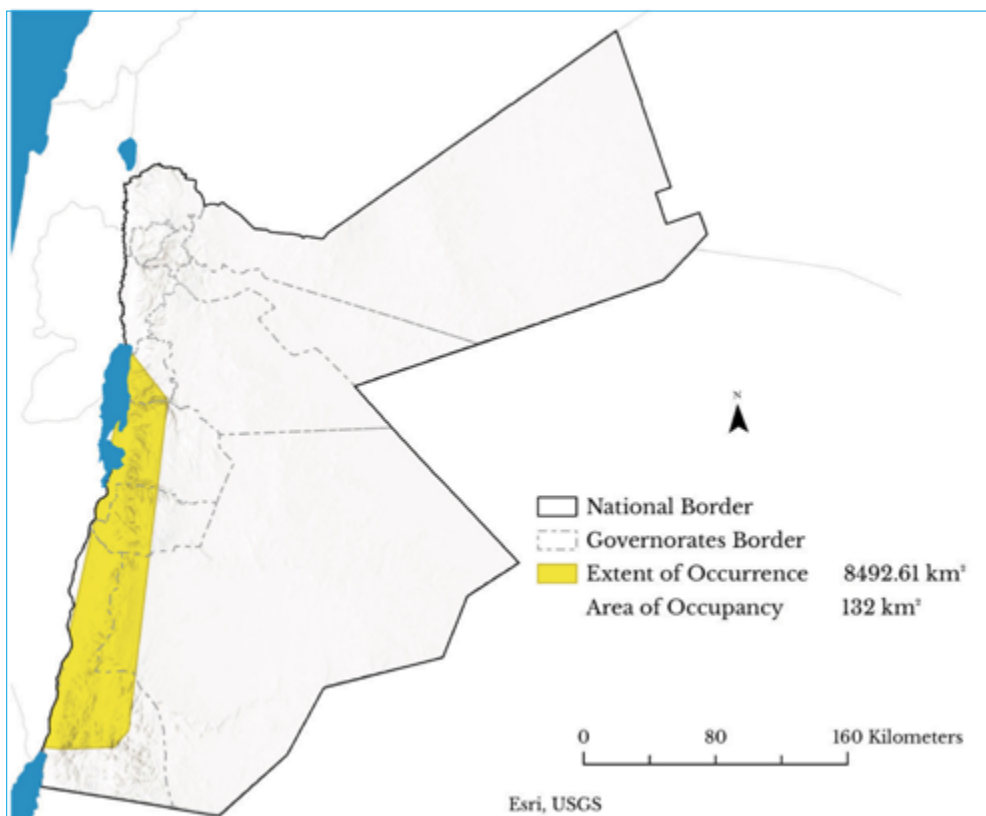 N
National Border
Governorates Border
Extent of Occurrence 8492.61 km²
Area of Occupancy 132 km²
0 80 160 Kilometers
Esri, USGS